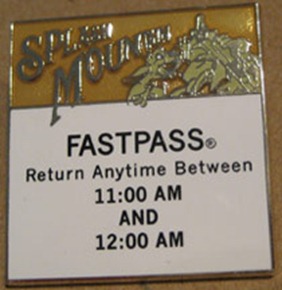 SPLASH
MOUNTAIN
FASTPASS®
Return Anytime Between
11:00 AM
AND
12:00 AM